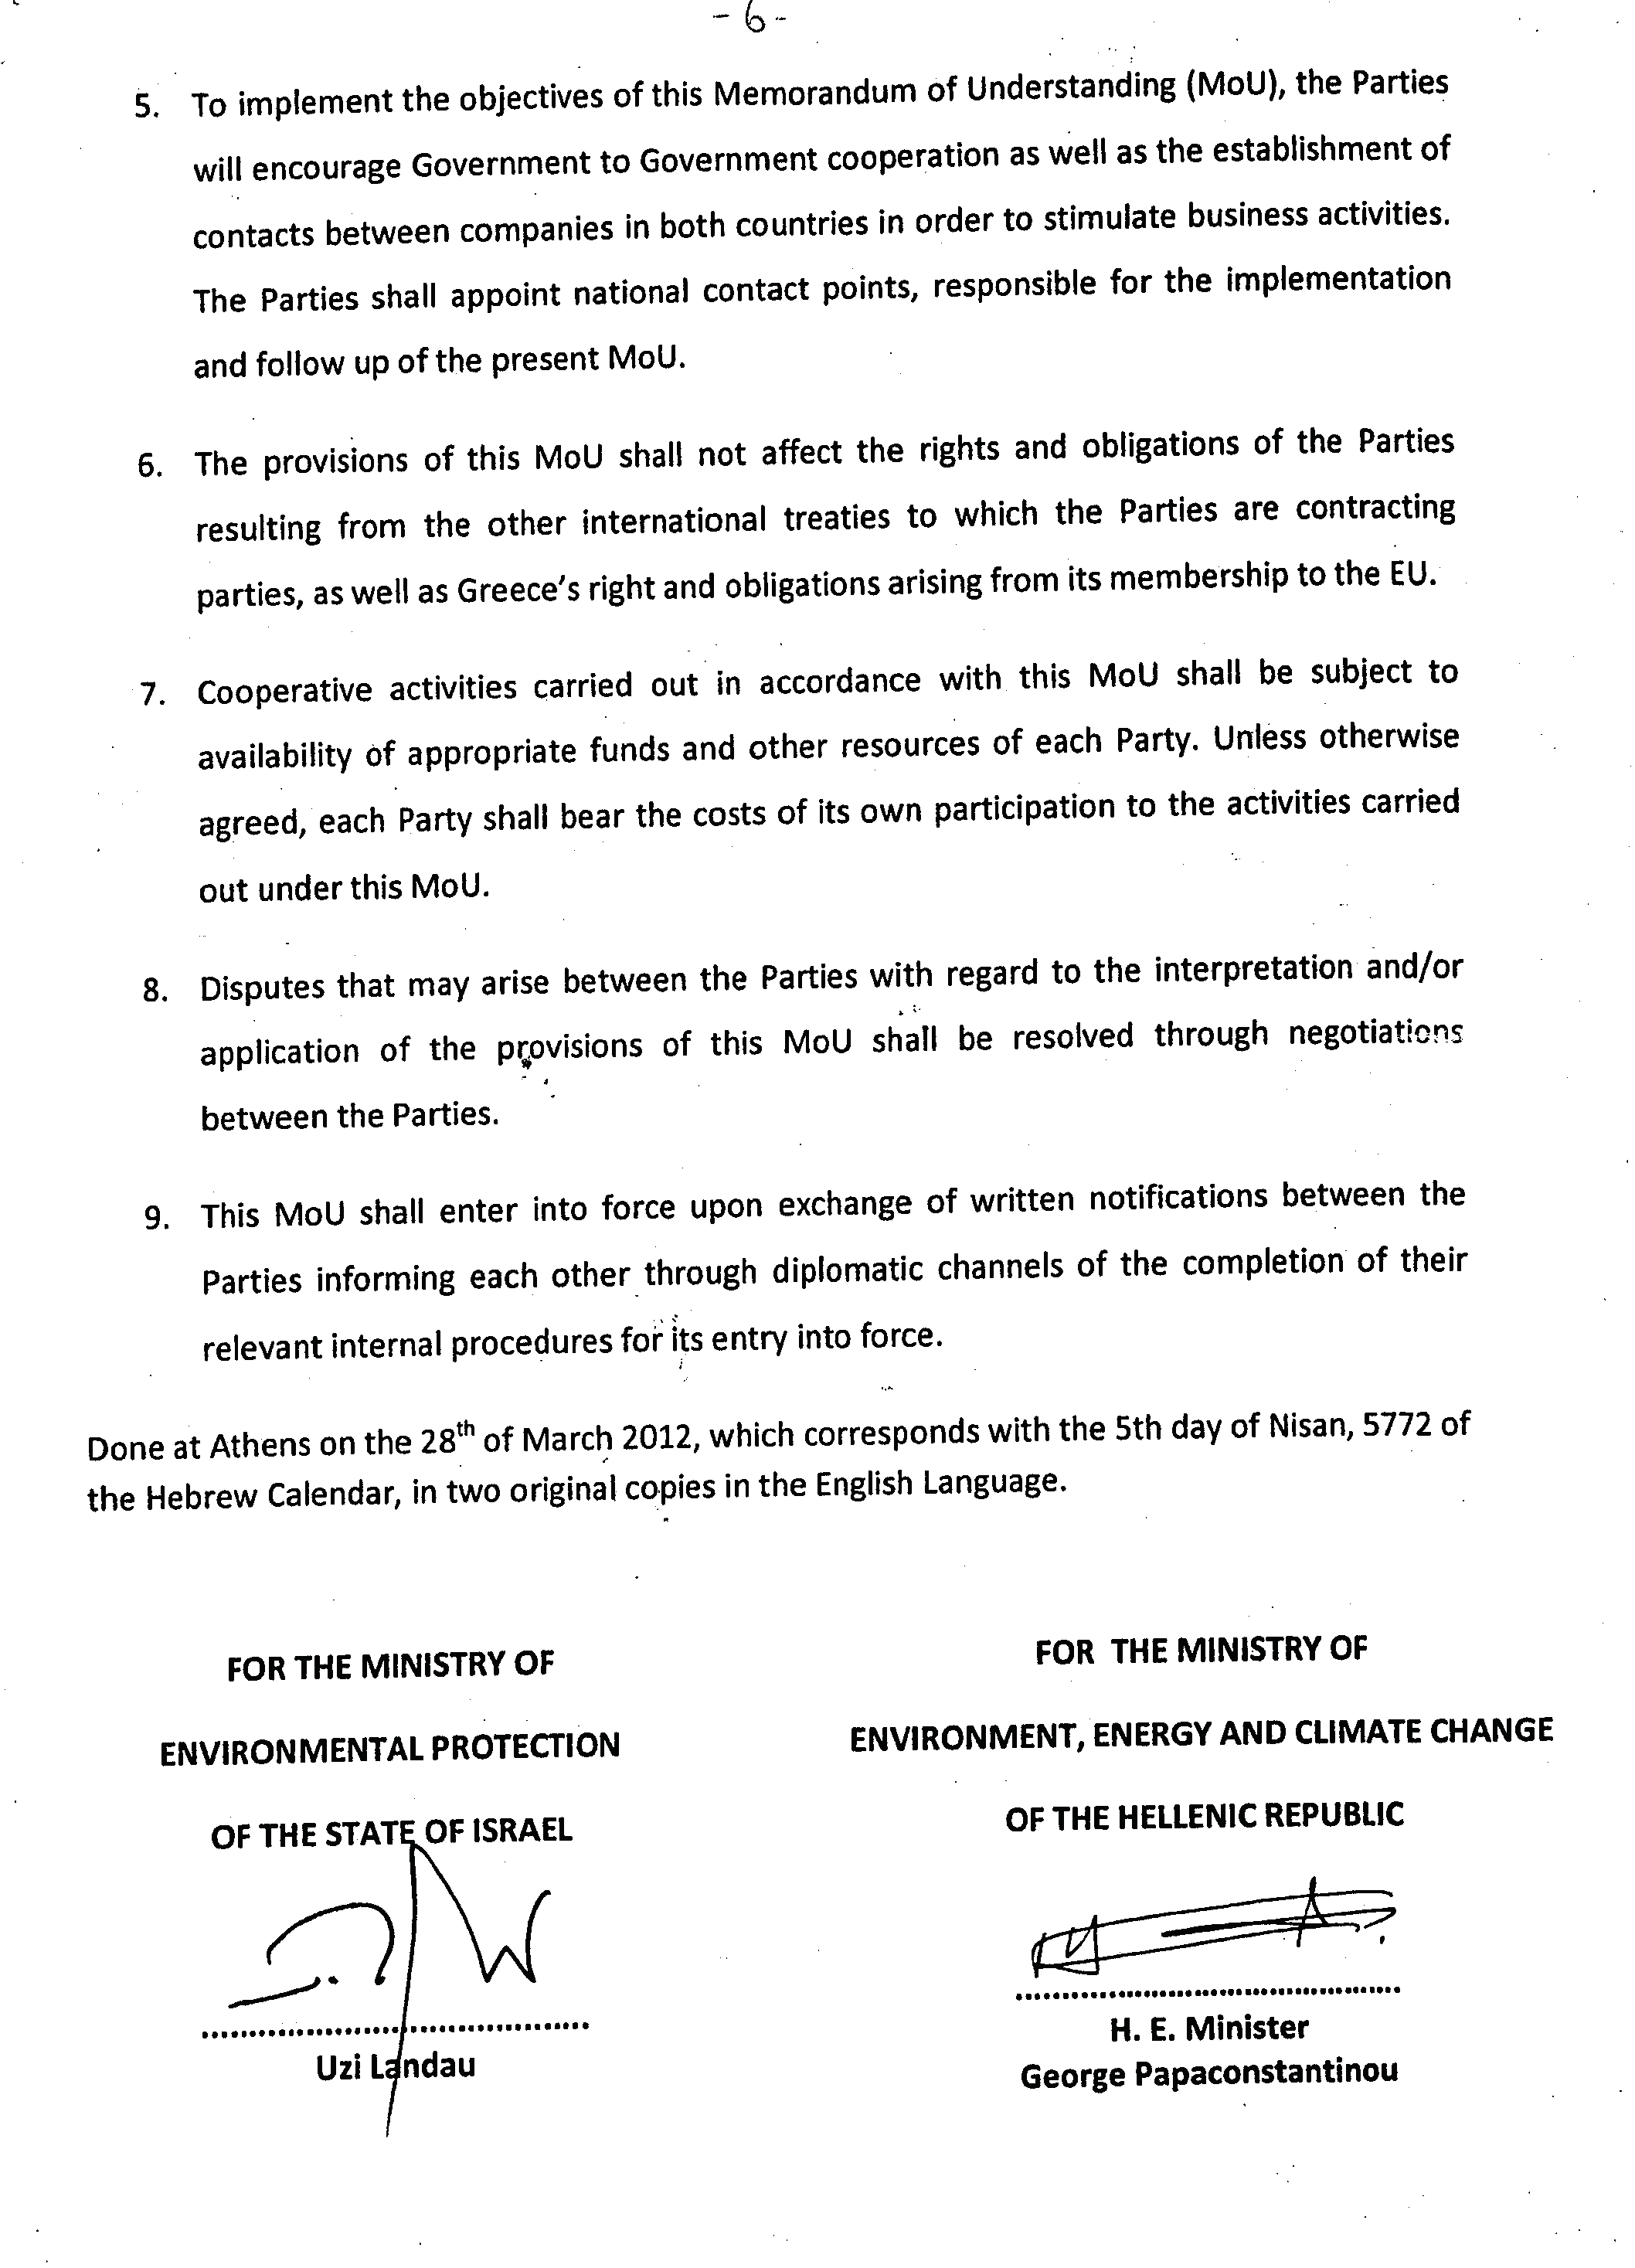 - 6 -
5. To implement the objectives of this Memorandum of Understanding (MoU), the Parties
will encourage Government to Government cooperation as well as the establishment of
contacts between companies in both countries in order to stimulate business activities.
The Parties shall appoint national contact points, responsible for the implementation
and follow up of the present MoU.
6. The provisions of this MoU shall not affect the rights and obligations of the Parties
resulting from the other international treaties to which the Parties are contracting
parties, as well as Greece's right and obligations arising from its membership to the EU.
7. Cooperative activities carried out in accordance with this MoU shall be subject to
availability of appropriate funds and other resources of each Party. Unless otherwise
agreed, each Party shall bear the costs of its own participation to the activities carried
out under this MoU.
8. Disputes that may arise between the Parties with regard to the interpretation and/or
application of the provisions of this MoU shall be resolved through negotiations
between the Parties.
9. This MoU shall enter into force upon exchange of written notifications between the
Parties informing each other through diplomatic channels of the completion of their
relevant internal procedures for its entry into force.
Done at Athens on the 28th of March 2012, which corresponds with the 5th day of Nisan, 5772 of
the Hebrew Calendar, in two original copies in the English Language.
FOR THE MINISTRY OF
ENVIRONMENTAL PROTECTION
OF THE STATE OF ISRAEL
Uzi Landau
FOR THE MINISTRY OF
ENVIRONMENT, ENERGY AND CLIMATE CHANGE
OF THE HELLENIC REPUBLIC
H. E. Minister
George Papaconstantinou